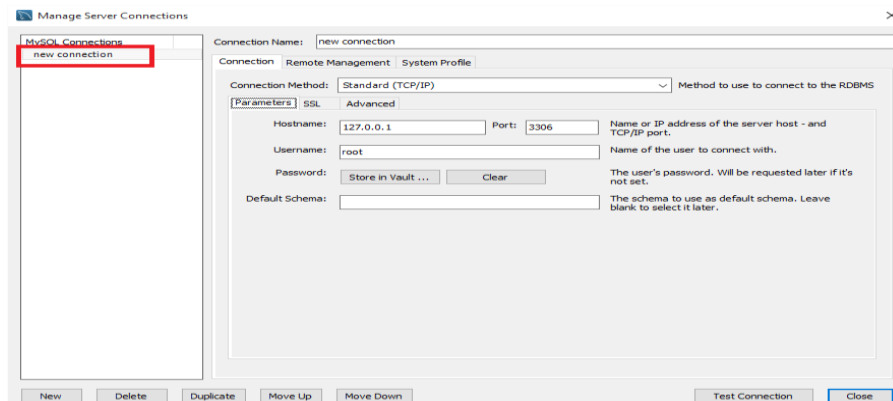 Manage Server Connections
MySQL Connections
new connection
Connection Name: new connection
Connection Remote Management System Profile
Connection Method: Standard (TCP/IP) Method to use to connect to the RDBMS
Parameters SSL Advanced
Hostname: 127.0.0.1 Port: 3306 Name or IP address of the server host - and
TCP/IP port.
Username: root Name of the user to connect with.
Password: Store in Vault ... Clear The user's password. Will be requested later if it's
not set.
Default Schema: The schema to use as default schema. Leave
blank to select it later.
New Delete Duplicate Move Up Move Down Test Connection Close